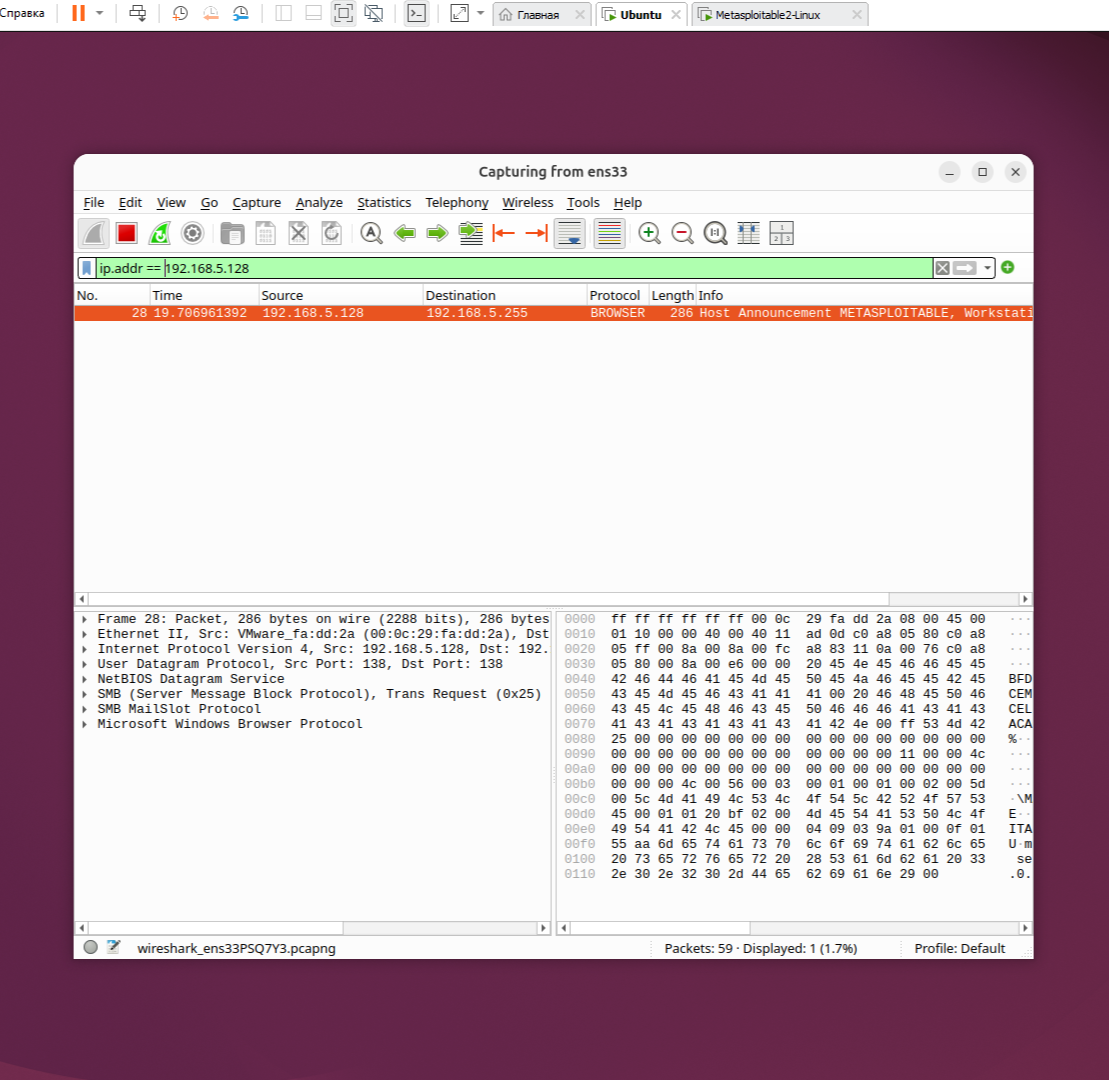 Справка
Главная
Ubuntu
Metasploitable2-Linux
Capturing from ens33
File Edit View Go Capture Analyze Statistics Telephony Wireless Tools Help
ip.addr == 192.168.5.128
No. Time Source Destination Protocol Length Info
28 19.706961392 192.168.5.128 192.168.5.255 BROWSER 286 Host Announcement METASPLOITABLE, Workstati
Frame 28: Packet, 286 bytes on wire (2288 bits), 286 bytes
Ethernet II, Src: VMware_fa:dd:2a (00:0c:29:fa:dd:2a), Dst
Internet Protocol Version 4, Src: 192.168.5.128, Dst: 192.
User Datagram Protocol, Src Port: 138, Dst Port: 138
NetBIOS Datagram Service
SMB (Server Message Block Protocol), Trans Request (0x25)
SMB MailSlot Protocol
Microsoft Windows Browser Protocol
0000 ff ff ff ff ff ff 00 0c 29 fa dd 2a 08 00 45 00 ···
0010 01 10 00 00 40 00 40 11 ad 0d c0 a8 05 80 c0 a8 ···
0020 05 ff 00 8a 00 8a 00 fc a8 83 11 0a 00 76 c0 a8 ···
0030 05 80 00 8a 00 e6 00 00 20 45 4e 45 46 46 45 45 ···
0040 42 46 44 46 41 45 4d 45 50 45 4a 46 45 45 42 45 BFD
0050 43 45 4d 45 46 43 41 41 41 00 20 46 48 45 50 46 CEM
0060 43 45 4c 45 48 46 43 45 50 46 46 46 41 43 41 43 CEL
0070 41 43 41 43 41 43 41 43 41 42 4e 00 ff 53 4d 42 ACA
0080 25 00 00 00 00 00 00 00 00 00 00 00 00 00 00 00 %··
0090 00 00 00 00 00 00 00 00 00 00 00 00 11 00 00 4c ···
00a0 00 00 00 00 00 00 00 00 00 00 00 00 00 00 00 00 ···
00b0 00 00 00 4c 00 56 00 03 00 01 00 01 00 02 00 5d ···
00c0 00 5c 4d 41 49 4c 53 4c 4f 54 5c 42 52 4f 57 53 ·\M
00d0 45 00 01 01 20 bf 02 00 4d 45 54 41 53 50 4c 4f E··
00e0 49 54 41 42 4c 45 00 00 04 09 03 9a 01 00 0f 01 ITA
00f0 55 aa 6d 65 74 61 73 70 6c 6f 69 74 61 62 6c 65 U·m
0100 20 73 65 72 76 65 72 20 28 53 61 6d 62 61 20 33 se
0110 2e 30 2e 32 30 2d 44 65 62 69 61 6e 29 00 .0.
wireshark_ens33PSQ7Y3.pcapng
Packets: 59 · Displayed: 1 (1.7%)
Profile: Default